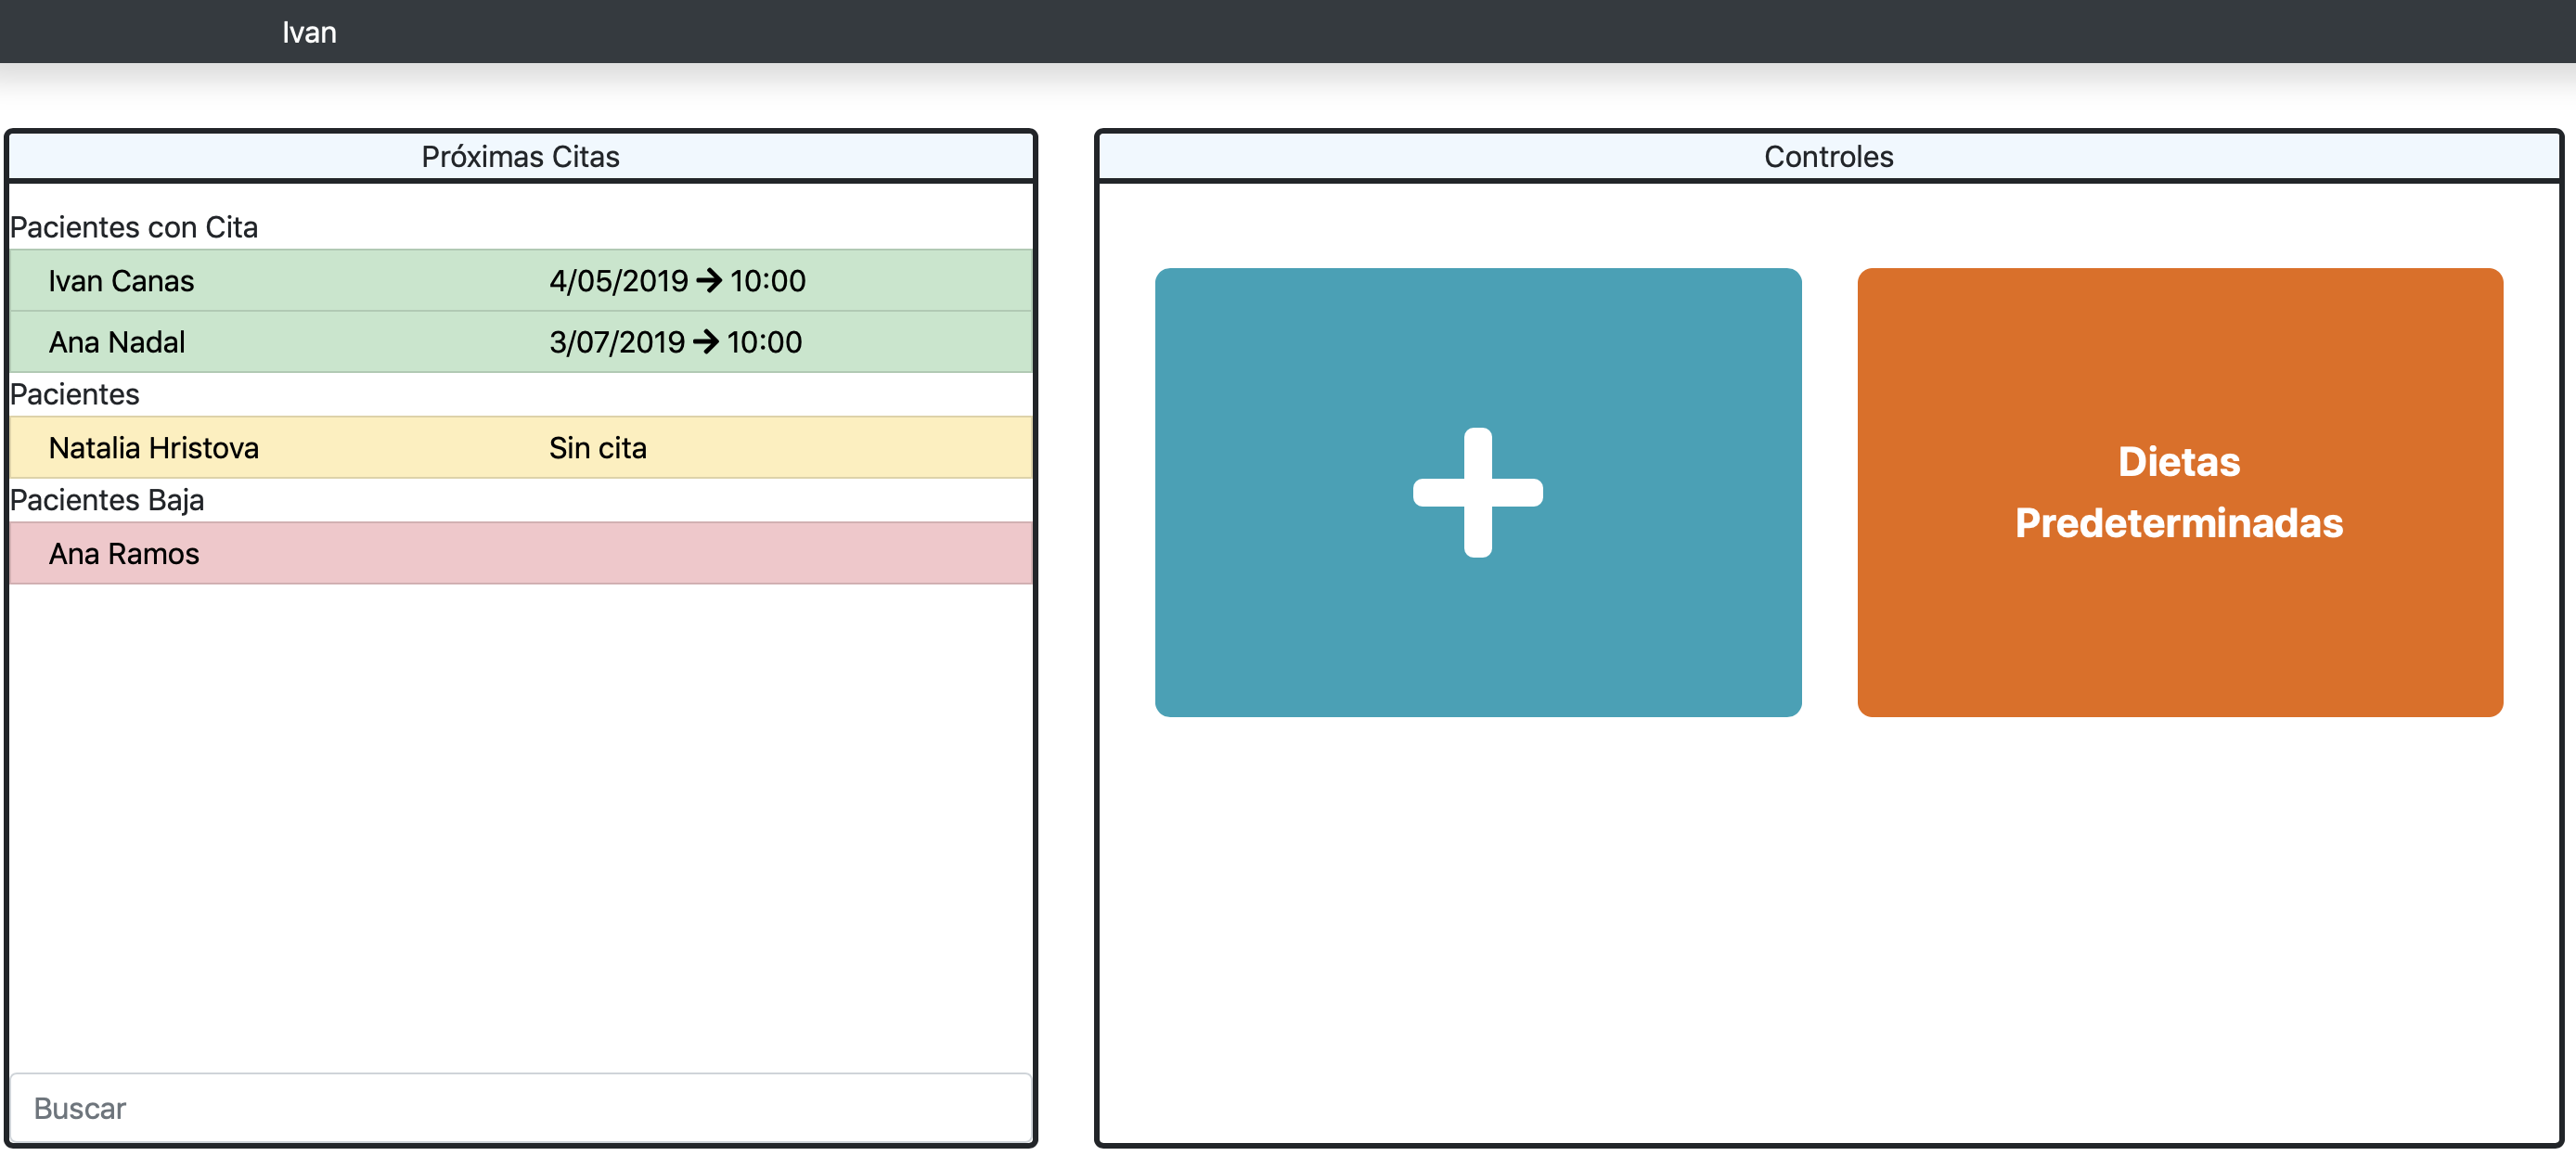 Ivan
Próximas Citas
Pacientes con Cita
Ivan Canas 4/05/2019 → 10:00
Ana Nadal 3/07/2019 → 10:00
Pacientes
Natalia Hristova Sin cita
Pacientes Baja
Ana Ramos
Buscar
Controles
Dietas
Predeterminadas